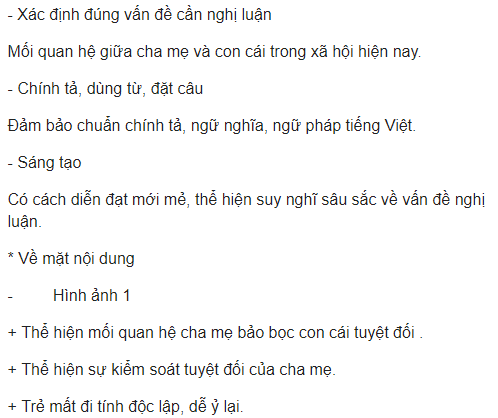 - Xác định đúng vấn đề cần nghị luận
Mối quan hệ giữa cha mẹ và con cái trong xã hội hiện nay.
- Chính tả, dùng từ, đặt câu
Đảm bảo chuẩn chính tả, ngữ nghĩa, ngữ pháp tiếng Việt.
- Sáng tạo
Có cách diễn đạt mới mẻ, thể hiện suy nghĩ sâu sắc về vấn đề nghị
luận.
* Về mặt nội dung
- Hình ảnh 1
+ Thể hiện mối quan hệ cha mẹ bảo bọc con cái tuyệt đối .
+ Thể hiện sự kiểm soát tuyệt đối của cha mẹ.
+ Trẻ mất đi tính độc lập, dễ ỷ lại.